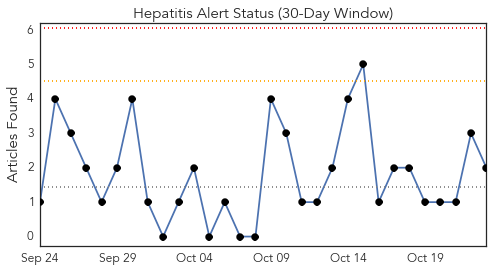 Hepatitis Alert Status (30-Day Window)
Articles Found
6
5
4
3
2
1
0
Sep 24 Sep 29 Oct 04 Oct 09 Oct 14 Oct 19